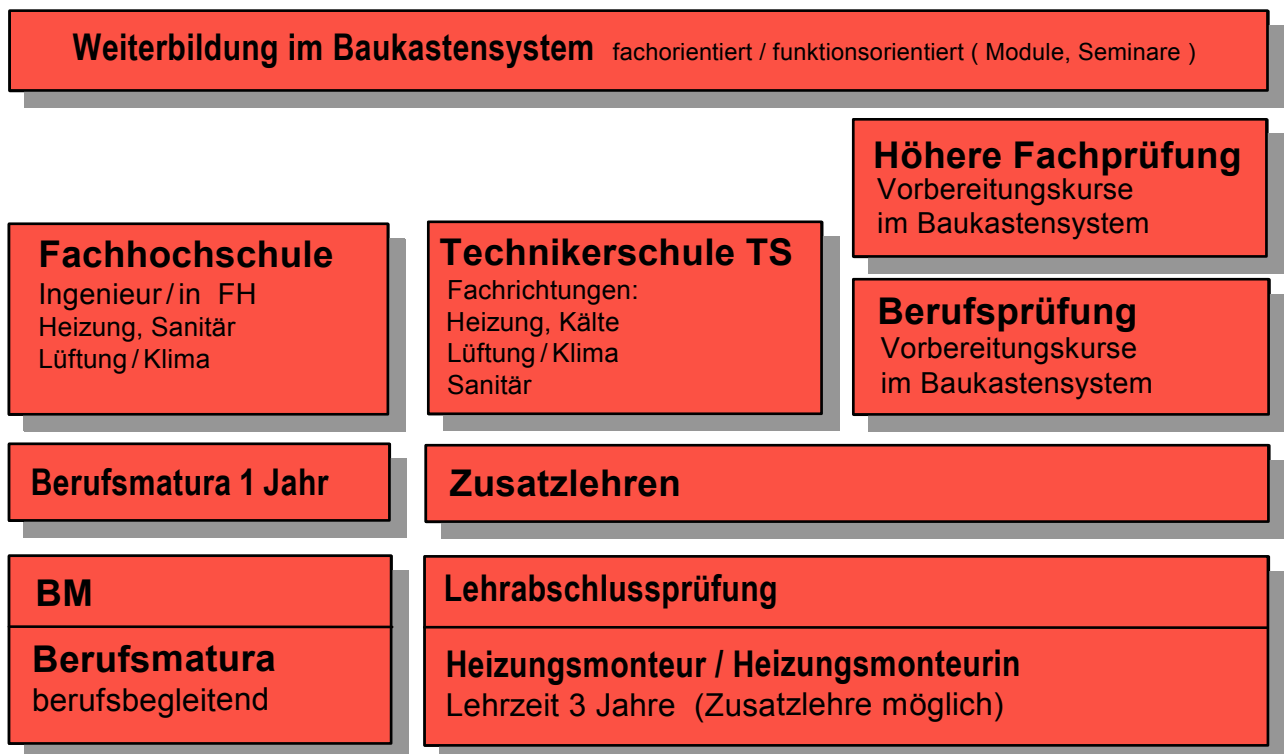 Weiterbildung im Baukastensystem fachorientiert / funktionsorientiert ( Module, Seminare )
Höhere Fachprüfung
Vorbereitungskurse
im Baukastensystem
Fachhochschule
Ingenieur / in FH
Heizung, Sanitär
Lüftung / Klima
Technikerschule TS
Fachrichtungen:
Heizung, Kälte
Lüftung / Klima
Sanitär
Berufsprüfung
Vorbereitungskurse
im Baukastensystem
Berufsmatura 1 Jahr
Zusatzlehren
BM
Berufsmatura
berufsbegleitend
Lehrabschlussprüfung
Heizungsmonteur / Heizungsmonteurin
Lehrzeit 3 Jahre (Zusatzlehre möglich)